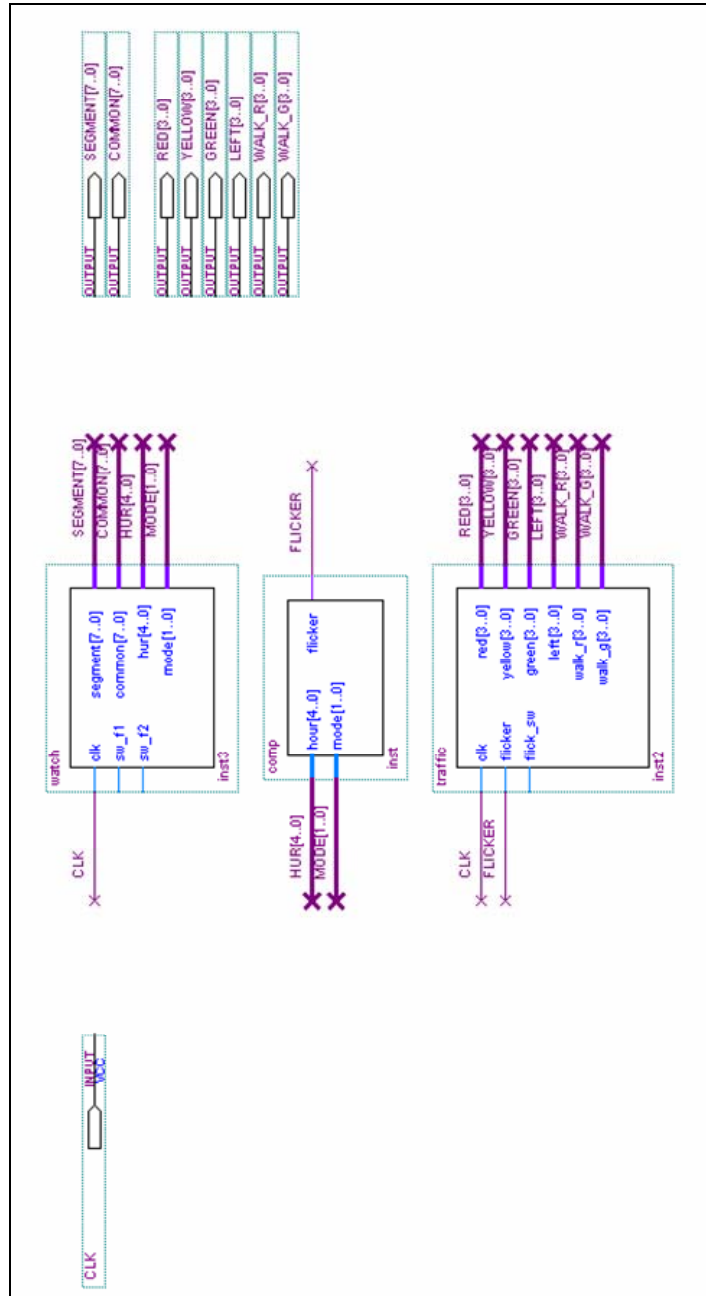 CLK
INPUT
VCC
watch
CLK
clk
sw_f1
sw_f2
segment[7..0]
common[7..0]
hur[4..0]
mode[1..0]
SEGMENT[7..0]
COMMON[7..0]
HUR[4..0]
MODE[1..0]
inst3
comp
HUR[4..0]
MODE[1..0]
hour[4..0]
mode[1..0]
flicker
FLICKER
inst
traffic
CLK
FLICKER
clk
flicker
flick_sw
red[3..0]
yellow[3..0]
green[3..0]
left[3..0]
walk_r[3..0]
walk_g[3..0]
RED[3..0]
YELLOW[3..0]
GREEN[3..0]
LEFT[3..0]
WALK_R[3..0]
WALK_G[3..0]
inst2
OUTPUT SEGMENT[7..0]
OUTPUT COMMON[7..0]
OUTPUT RED[3..0]
OUTPUT YELLOW[3..0]
OUTPUT GREEN[3..0]
OUTPUT LEFT[3..0]
OUTPUT WALK_R[3..0]
OUTPUT WALK_G[3..0]